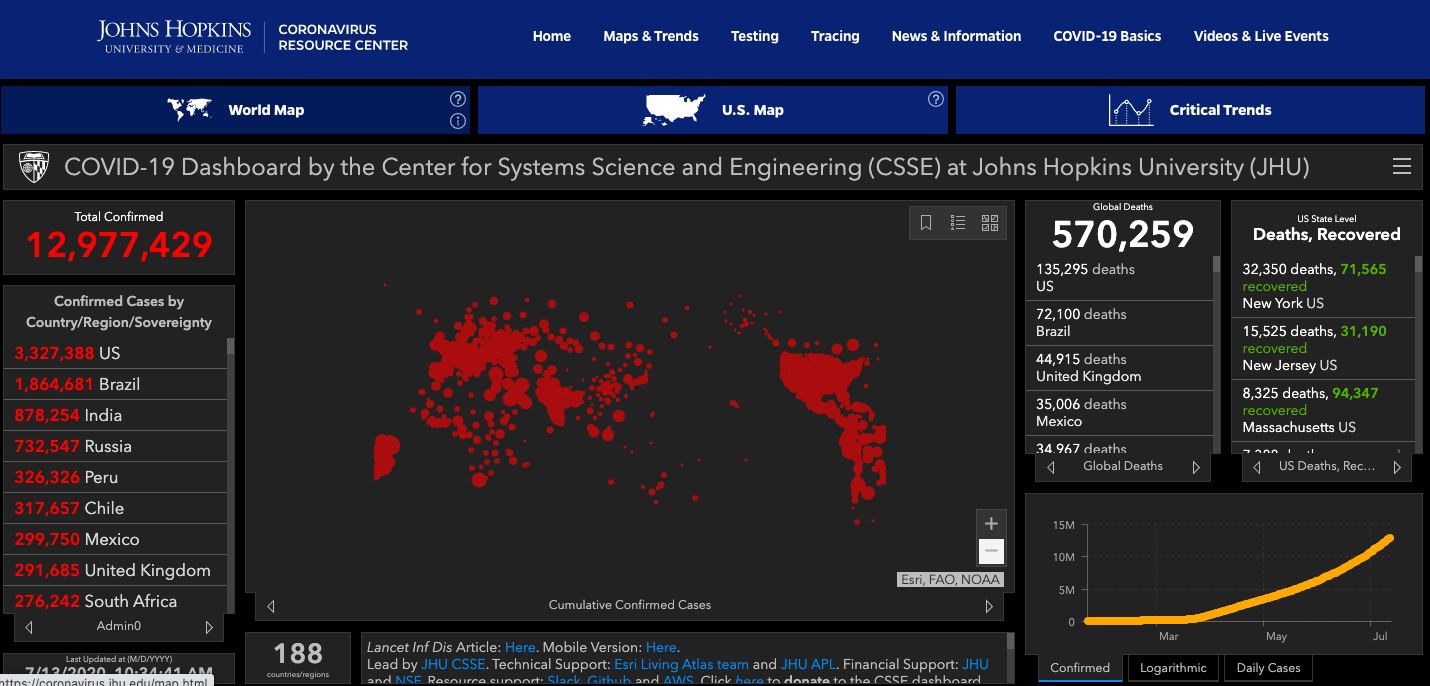 JOHNS HOPKINS
UNIVERSITY & MEDICINE
CORONAVIRUS
RESOURCE CENTER
Home
Maps & Trends
Testing
Tracing
News & Information
COVID-19 Basics
Videos & Live Events
World Map
?
i
U.S. Map
?
Critical Trends
COVID-19 Dashboard by the Center for Systems Science and Engineering (CSSE) at Johns Hopkins University (JHU)
Total Confirmed
12,977,429
Confirmed Cases by
Country/Region/Sovereignty
3,327,388 US
1,864,681 Brazil
878,254 India
732,547 Russia
326,326 Peru
317,657 Chile
299,750 Mexico
291,685 United Kingdom
276,242 South Africa
Admin0
Last Updated at (M/D/YYYY)
7/13/2020, 10:34:41 AM
https://coronavirus.jhu.edu/map.html
+
−
Esri, FAO, NOAA
Cumulative Confirmed Cases
188
countries/regions
Lancet Inf Dis Article: Here. Mobile Version: Here.
Lead by JHU CSSE. Technical Support: Esri Living Atlas team and JHU APL. Financial Support: JHU
and NSF. Resource support: Slack, Github and AWS. Click here to donate to the CSSE dashboard
Global Deaths
570,259
135,295 deaths
US
72,100 deaths
Brazil
44,915 deaths
United Kingdom
35,006 deaths
Mexico
34,967 deaths
Global Deaths
US State Level
Deaths, Recovered
32,350 deaths, 71,565
recovered
New York US
15,525 deaths, 31,190
recovered
New Jersey US
8,325 deaths, 94,347
recovered
Massachusetts US
US Deaths, Rec...
15M
10M
5M
0
Mar
May
Jul
Confirmed
Logarithmic
Daily Cases